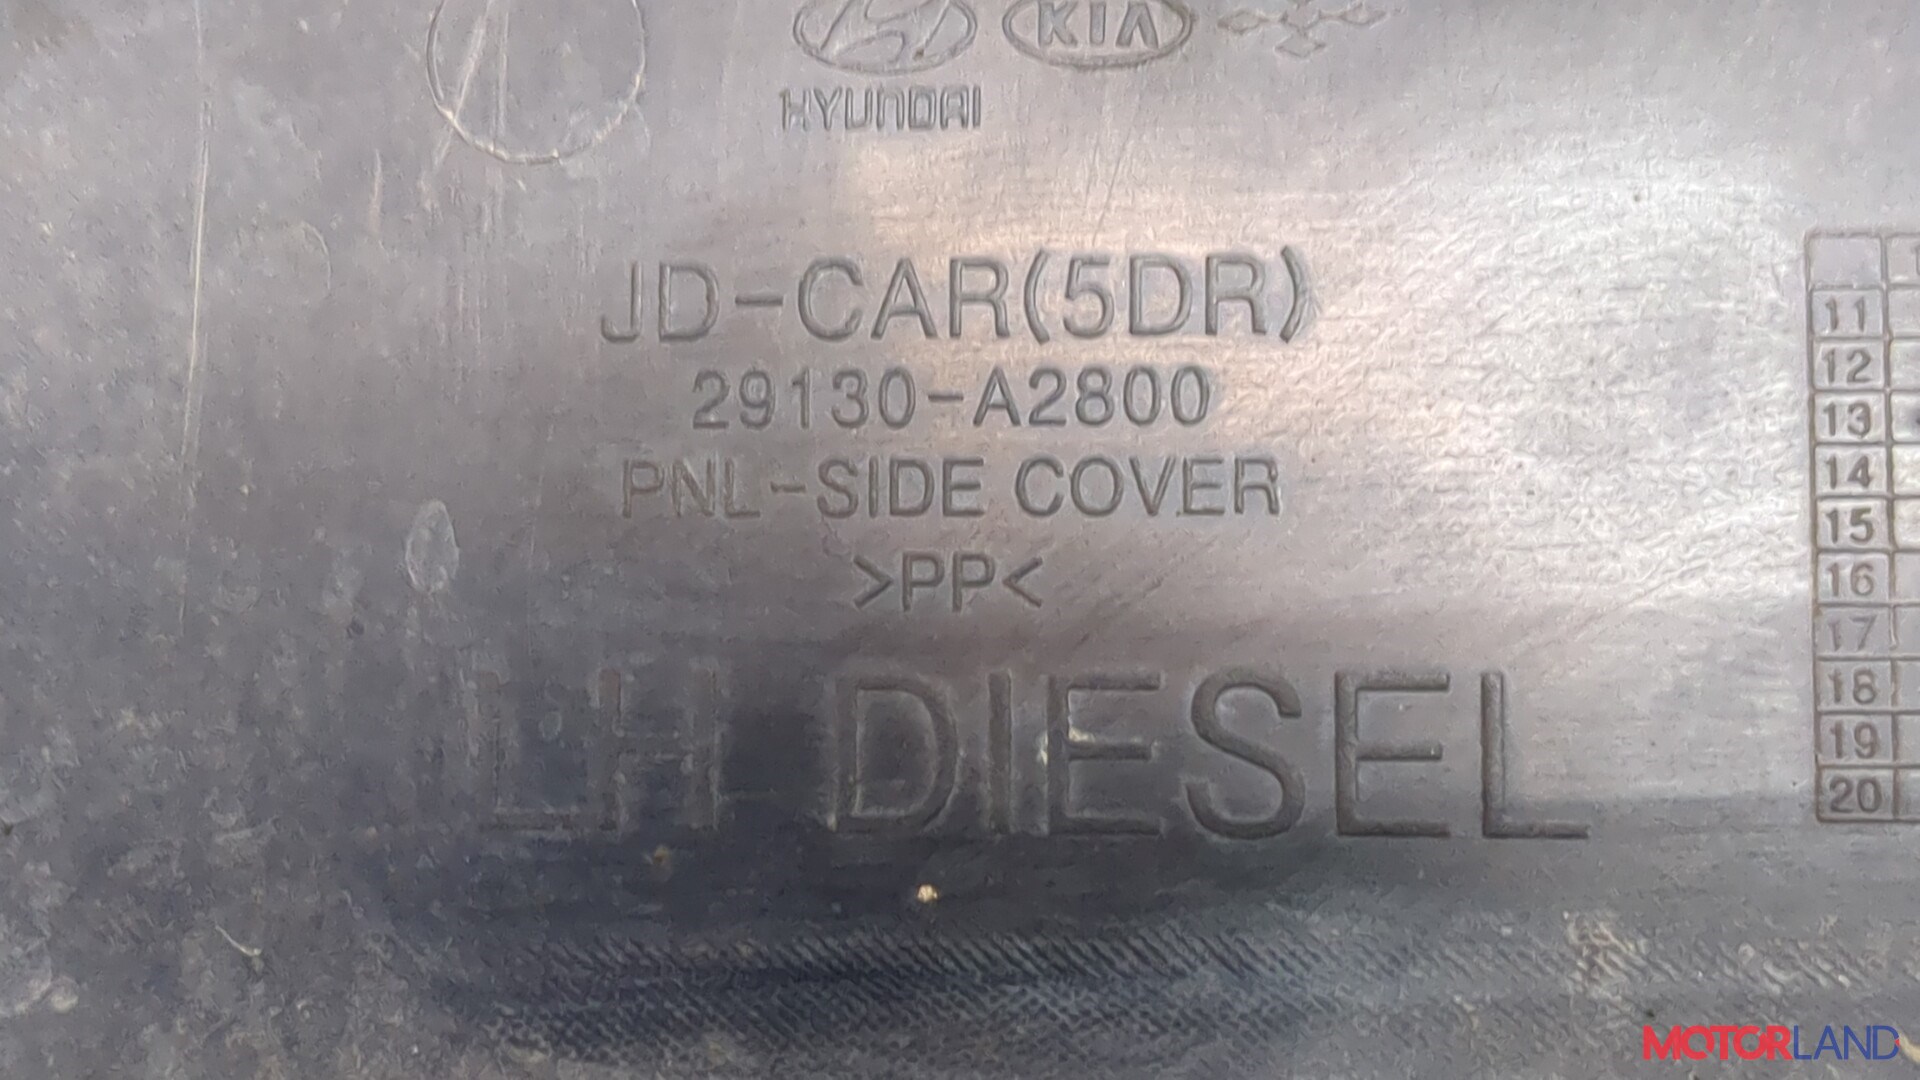 KIA
HYUNDAI
JD-CAR(5DR)
29130-A2800
PNL-SIDE COVER
>PP<
LH DIESEL
11
12
13
14
15
16
17
18
19
20
MOTORLAND